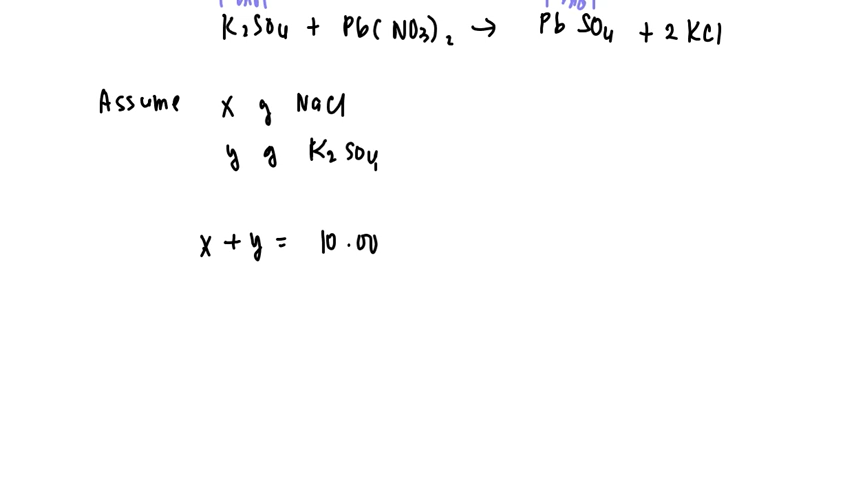 K₂SO₄ + Pb(NO₃)₂ → PbSO₄ + 2KCl
Assume x g NaCl
y g K₂SO₄
x + y = 10.00